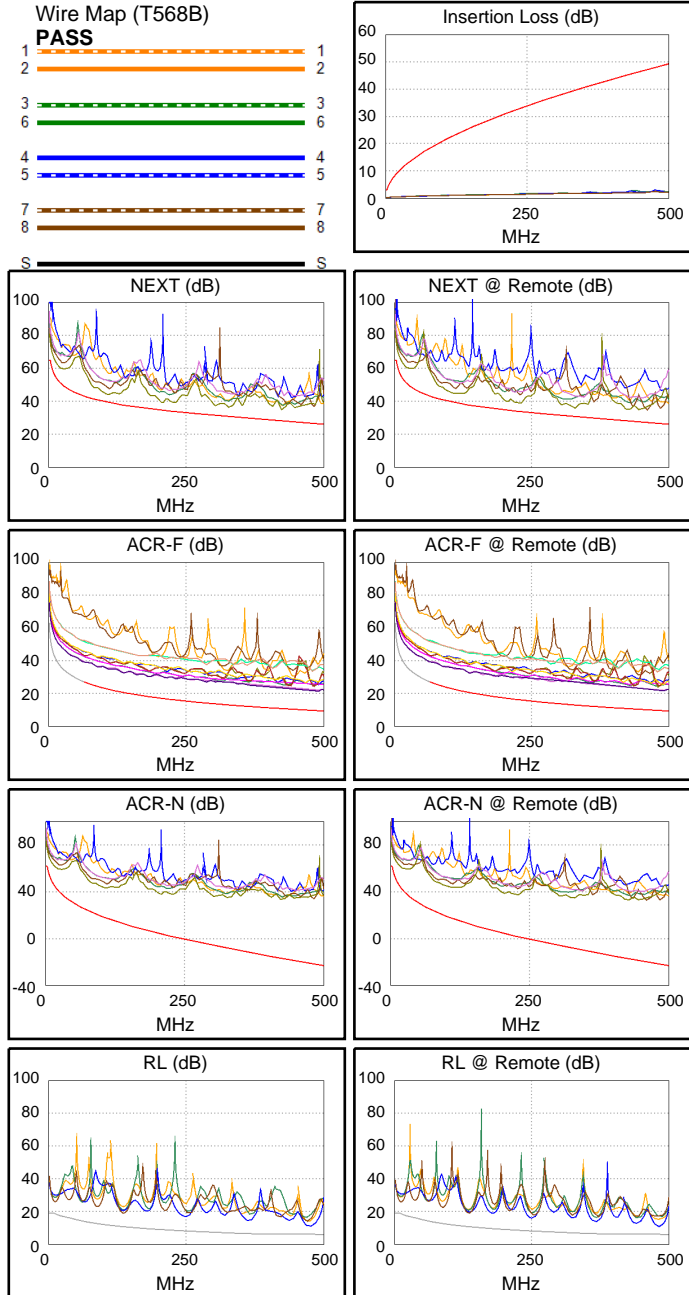 Wire Map (T568B)
PASS
1 1
2 2
3 3
6 6
4 4
5 5
7 7
8 8
S S
Insertion Loss (dB)
60
50
40
30
20
10
0
0 250 500
MHz
NEXT (dB)
100
80
60
40
20
0
0 250 500
MHz
NEXT @ Remote (dB)
100
80
60
40
20
0
0 250 500
MHz
ACR-F (dB)
100
80
60
40
20
0
0 250 500
MHz
ACR-F @ Remote (dB)
100
80
60
40
20
0
0 250 500
MHz
ACR-N (dB)
80
40
0
-40
0 250 500
MHz
ACR-N @ Remote (dB)
80
40
0
-40
0 250 500
MHz
RL (dB)
100
80
60
40
20
0
0 250 500
MHz
RL @ Remote (dB)
100
80
60
40
20
0
0 250 500
MHz